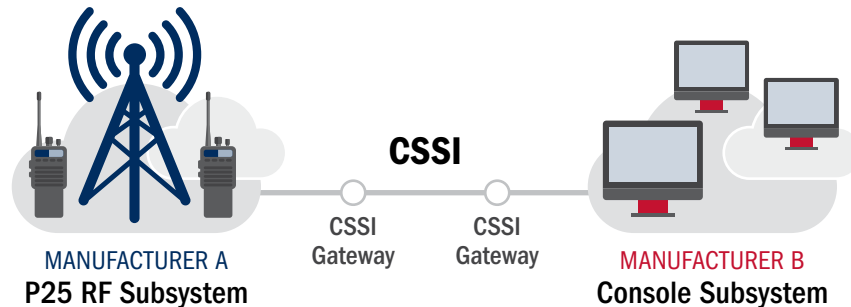 CSSI
CSSI
Gateway
CSSI
Gateway
MANUFACTURER A
P25 RF Subsystem
MANUFACTURER B
Console Subsystem